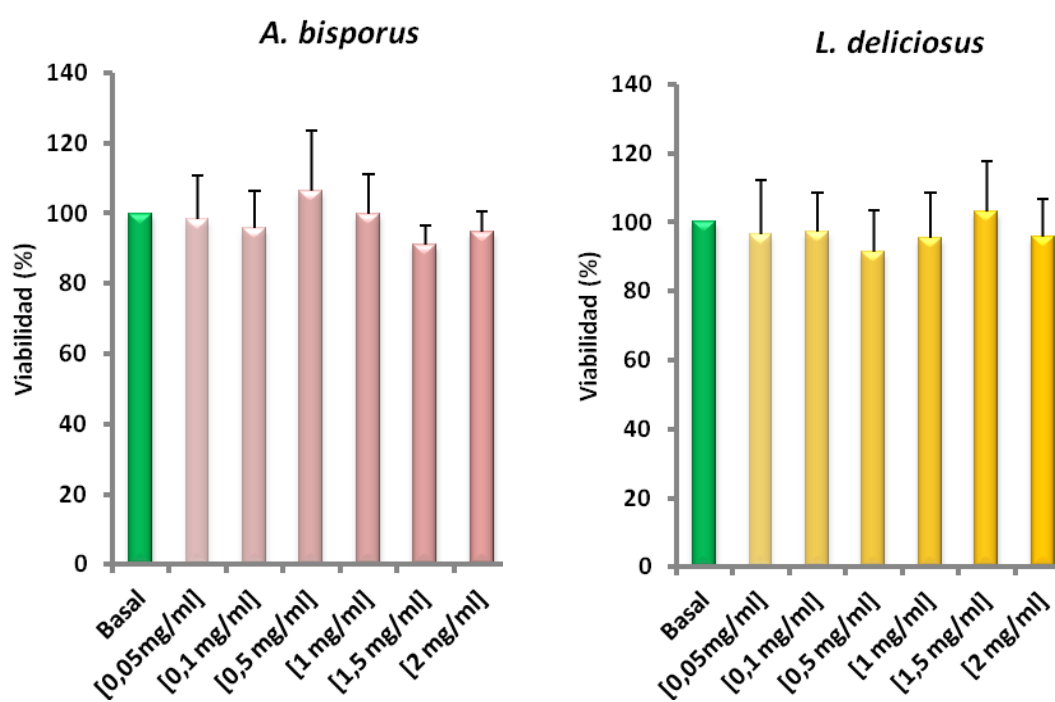 A. bisporus
140
120
100
80
60
40
20
0
Viabilidad (%)
Basal
[0,05mg/ml]
[0,1 mg/ml]
[0,5 mg/ml]
[1 mg/ml]
[1,5 mg/ml]
[2 mg/ml]
L. deliciosus
140
120
100
80
60
40
20
0
Viabilidad (%)
Basal
[0,05mg/ml]
[0,1 mg/ml]
[0,5 mg/ml]
[1 mg/ml]
[1,5 mg/ml]
[2 mg/ml]